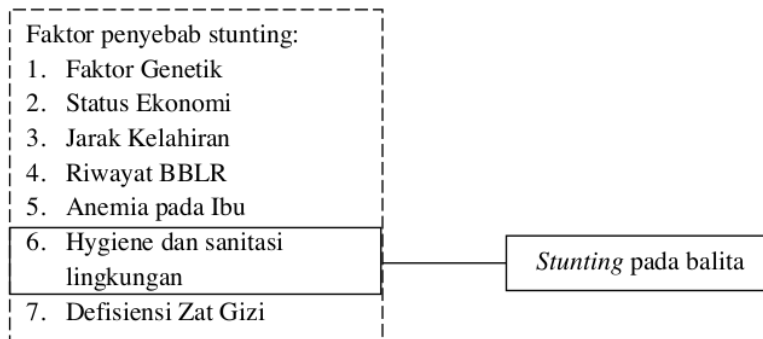 Faktor penyebab stunting:
1. Faktor Genetik
2. Status Ekonomi
3. Jarak Kelahiran
4. Riwayat BBLR
5. Anemia pada Ibu
6. Hygiene dan sanitasi
lingkungan
7. Defisiensi Zat Gizi
Stunting pada balita